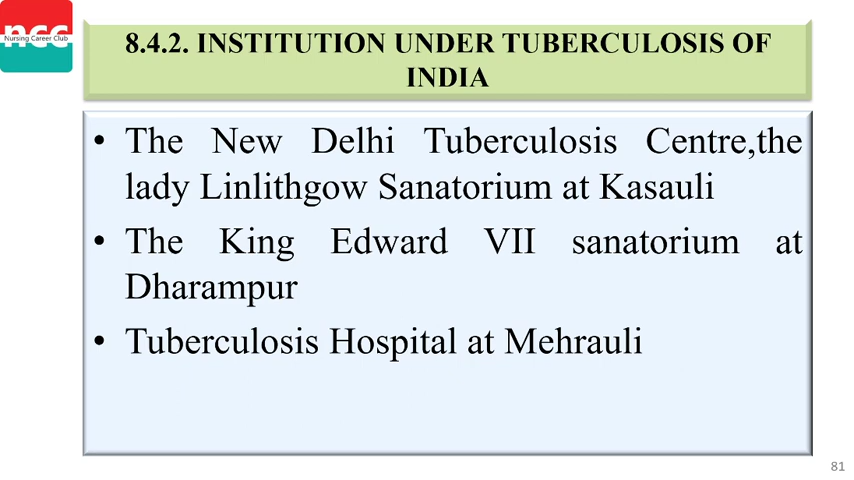 ncc
Nursing Career Club
8.4.2. INSTITUTION UNDER TUBERCULOSIS OF
INDIA
• The New Delhi Tuberculosis Centre,the
lady Linlithgow Sanatorium at Kasauli
• The King Edward VII sanatorium at
Dharampur
• Tuberculosis Hospital at Mehrauli
81